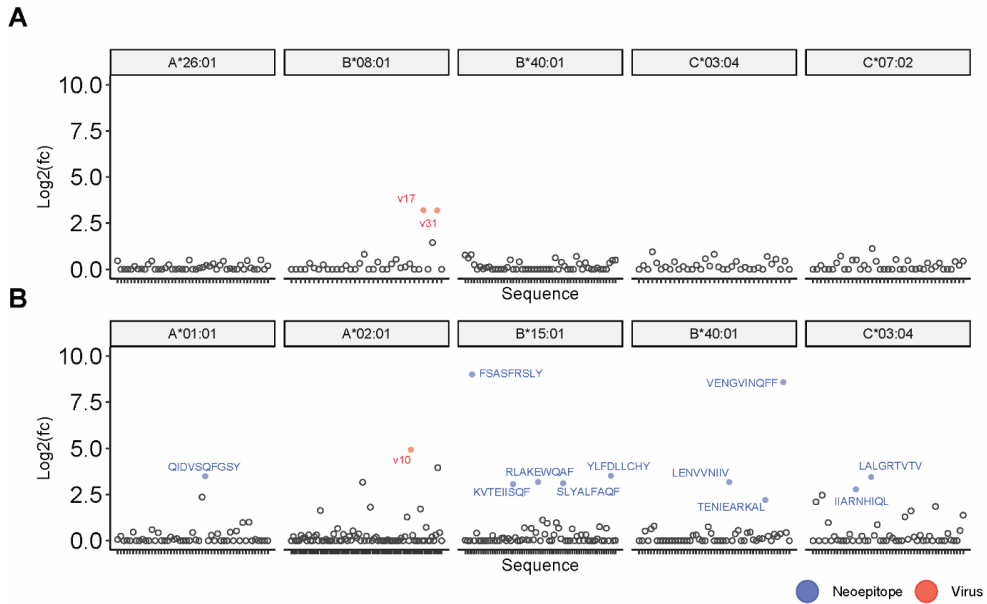 A
A*26:01 B*08:01 B*40:01 C*03:04 C*07:02
Log2(fc)
10.0
7.5
5.0
2.5
0.0
v17
v31
Sequence
B
A*01:01 A*02:01 B*15:01 B*40:01 C*03:04
Log2(fc)
10.0
7.5
5.0
2.5
0.0
FSASFRSLY
VENGVINQFF
QIDVSQFGSY
v10
RLAKEWQAF
YLFDLLCHY
KVTEIISQF
SLYALFAQF
LENVVNIIV
TENIEARKAL
LALGRTVTV
IIARNHIQL
Sequence
Neoepitope
Virus